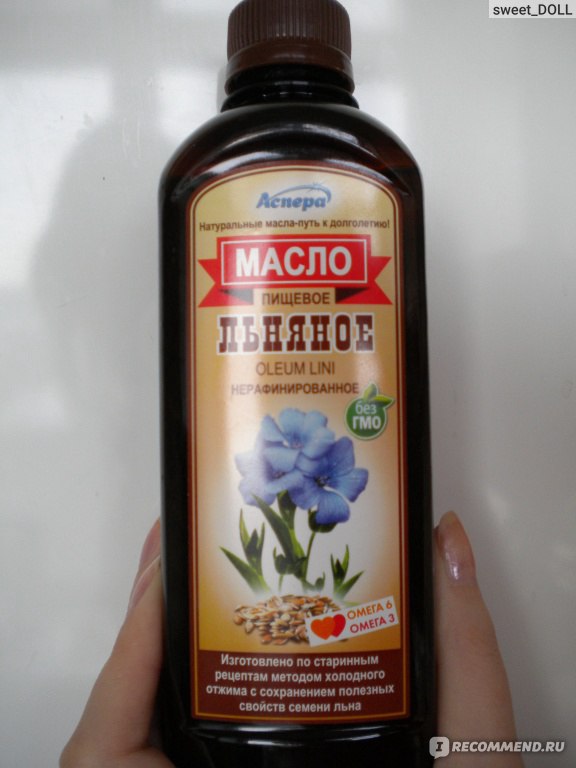 sweet_DOLL
Аспера
Натуральные масла-путь к долголетию!
МАСЛО
ПИЩЕВОЕ
ЛЬНЯНОЕ
OLEUM LINI
НЕРАФИНИРОВАННОЕ
без
ГМО
ОМЕГА 6
ОМЕГА 3
Изготовлено по старинным
рецептам методом холодного
отжима с сохранением полезных
свойств семени льна
IRECOMMEND.RU